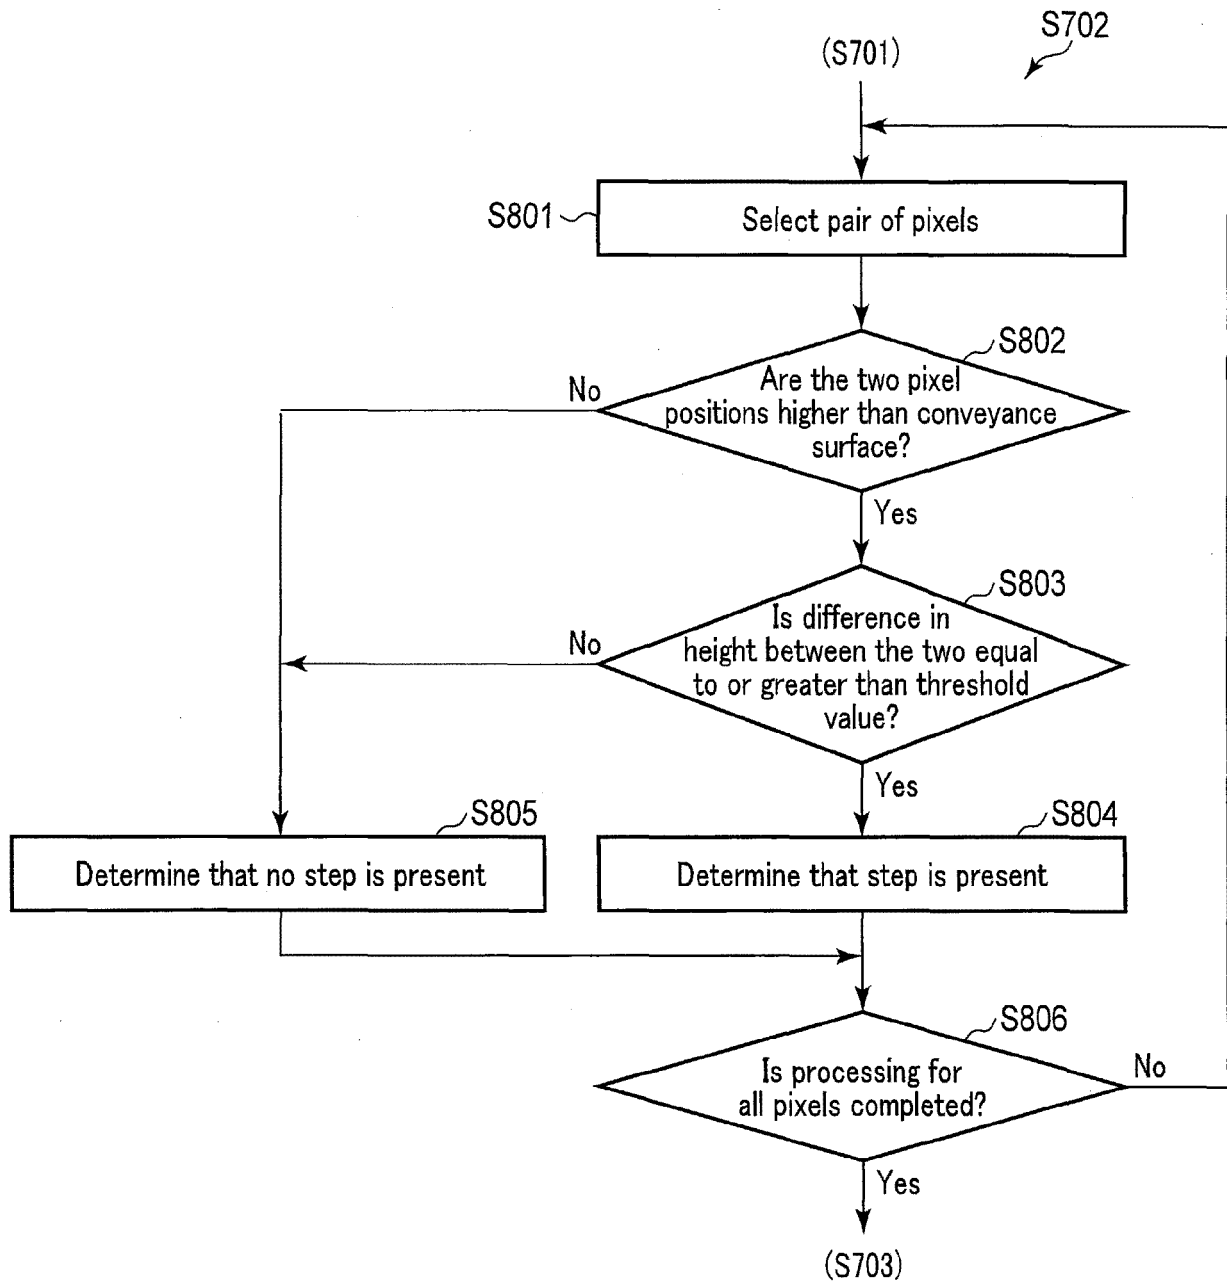 S702
(S701)
S801
Select pair of pixels
S802
No
Are the two pixel
positions higher than conveyance
surface?
Yes
S803
No
Is difference in
height between the two equal
to or greater than threshold
value?
Yes
S805
S804
Determine that no step is present
Determine that step is present
S806
Is processing for
all pixels completed?
No
Yes
(S703)